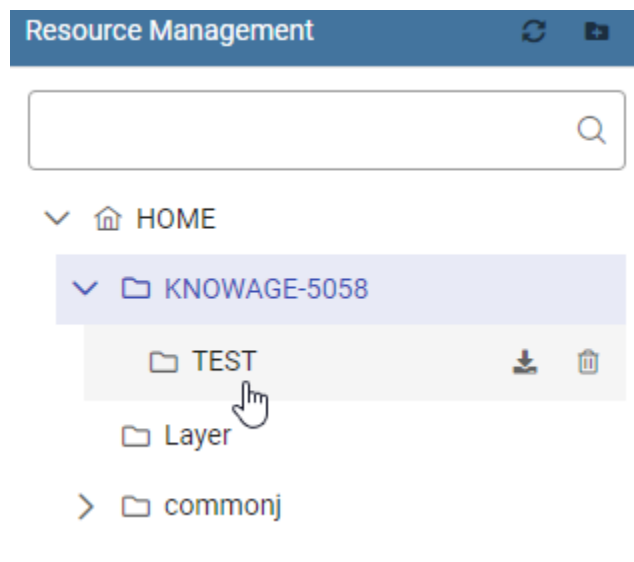 Resource Management
HOME
KNOWAGE-5058
TEST
Layer
commonj